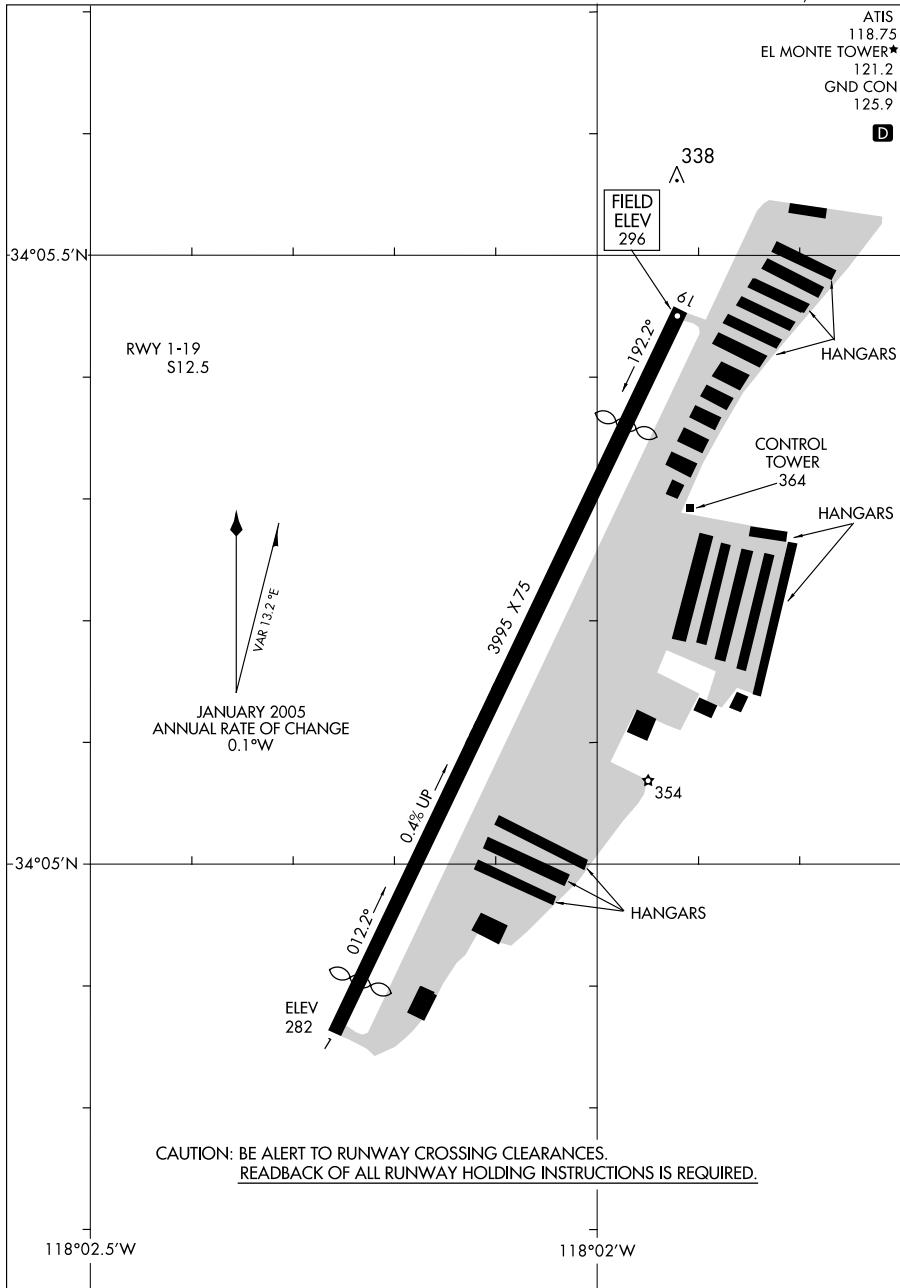 ATIS
118.75
EL MONTE TOWER★
121.2
GND CON
125.9
D
338
FIELD
ELEV
296
34°05.5'N
19
192.2°
RWY 1-19
S12.5
HANGARS
CONTROL
TOWER
364
HANGARS
VAR 13.2 °E
3995 X 75
JANUARY 2005
ANNUAL RATE OF CHANGE
0.1°W
354
0.4% UP
34°05'N
HANGARS
012.2°
ELEV
282
1
CAUTION: BE ALERT TO RUNWAY CROSSING CLEARANCES.
READBACK OF ALL RUNWAY HOLDING INSTRUCTIONS IS REQUIRED.
118°02.5'W
118°02'W